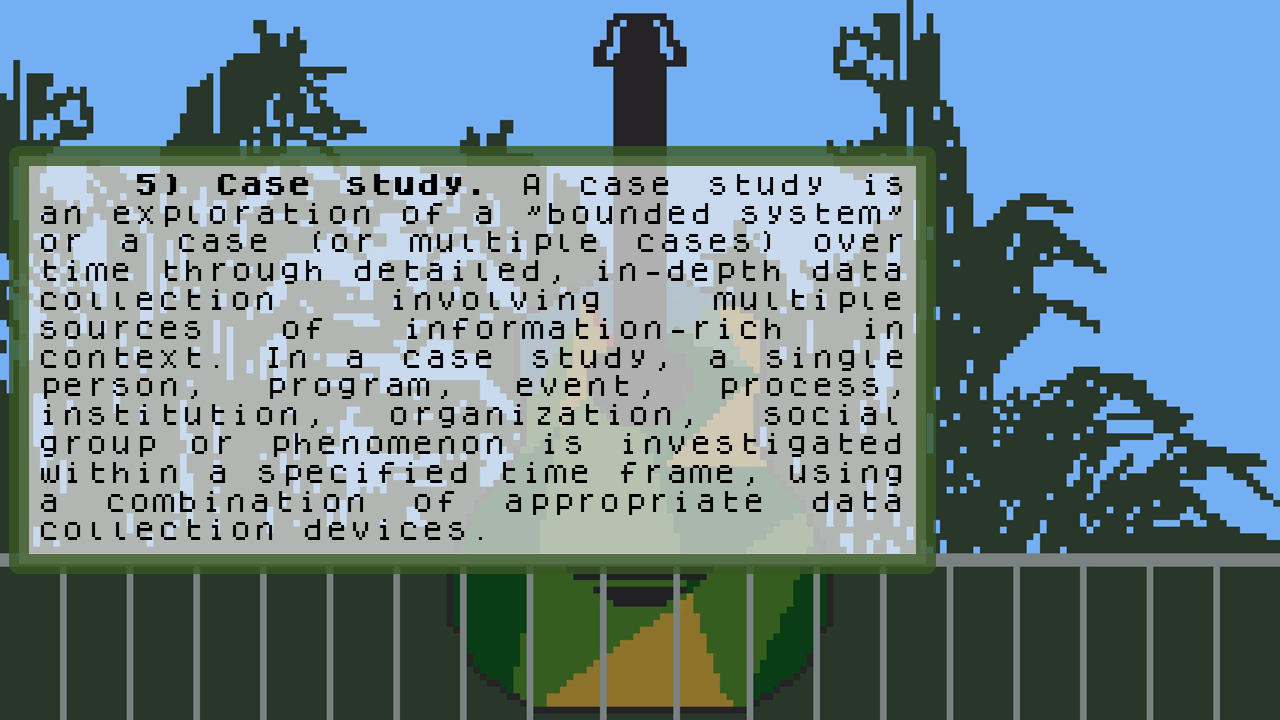 5) Case study. A case study is
an exploration of a "bounded system"
or a case (or multiple cases) over
time through detailed, in-depth data
collection involving multiple
sources of information-rich in
context. In a case study, a single
person, program, event, process,
institution, organization, social
group or phenomenon is investigated
within a specified time frame, using
a combination of appropriate data
collection devices.